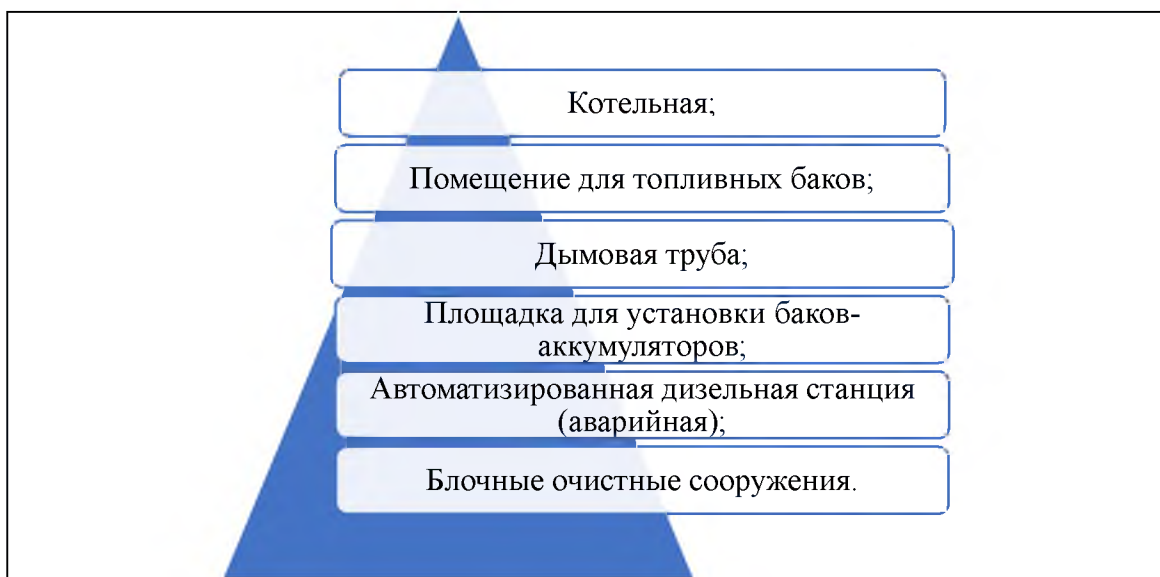 Котельная;
Помещение для топливных баков;
Дымовая труба;
Площадка для установки баков-
аккумуляторов;
Автоматизированная дизельная станция
(аварийная);
Блочные очистные сооружения.